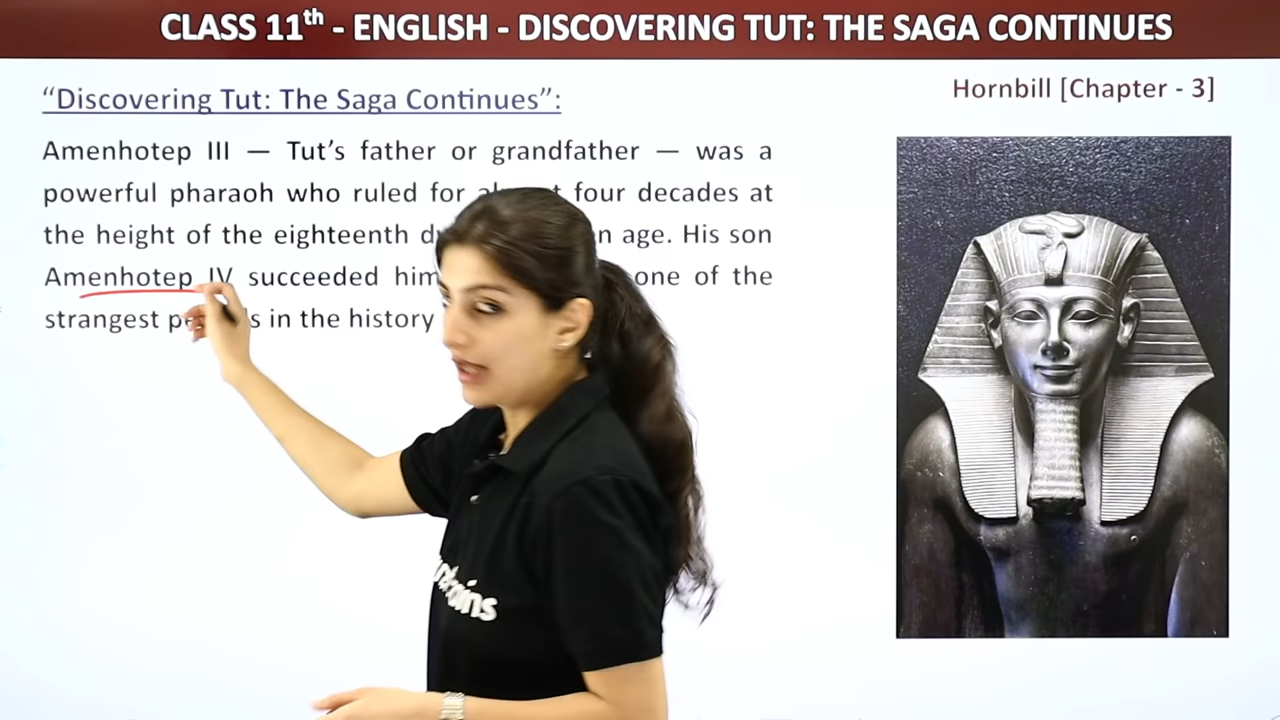 CLASS 11th - ENGLISH - DISCOVERING TUT: THE SAGA CONTINUES
Hornbill [Chapter - 3]
“Discovering Tut: The Saga Continues”:
Amenhotep III — Tut’s father or grandfather — was a
powerful pharaoh who ruled for four decades at
the height of the eighteenth age. His son
Amenhotep IV succeeded him one of the
strangest in the history